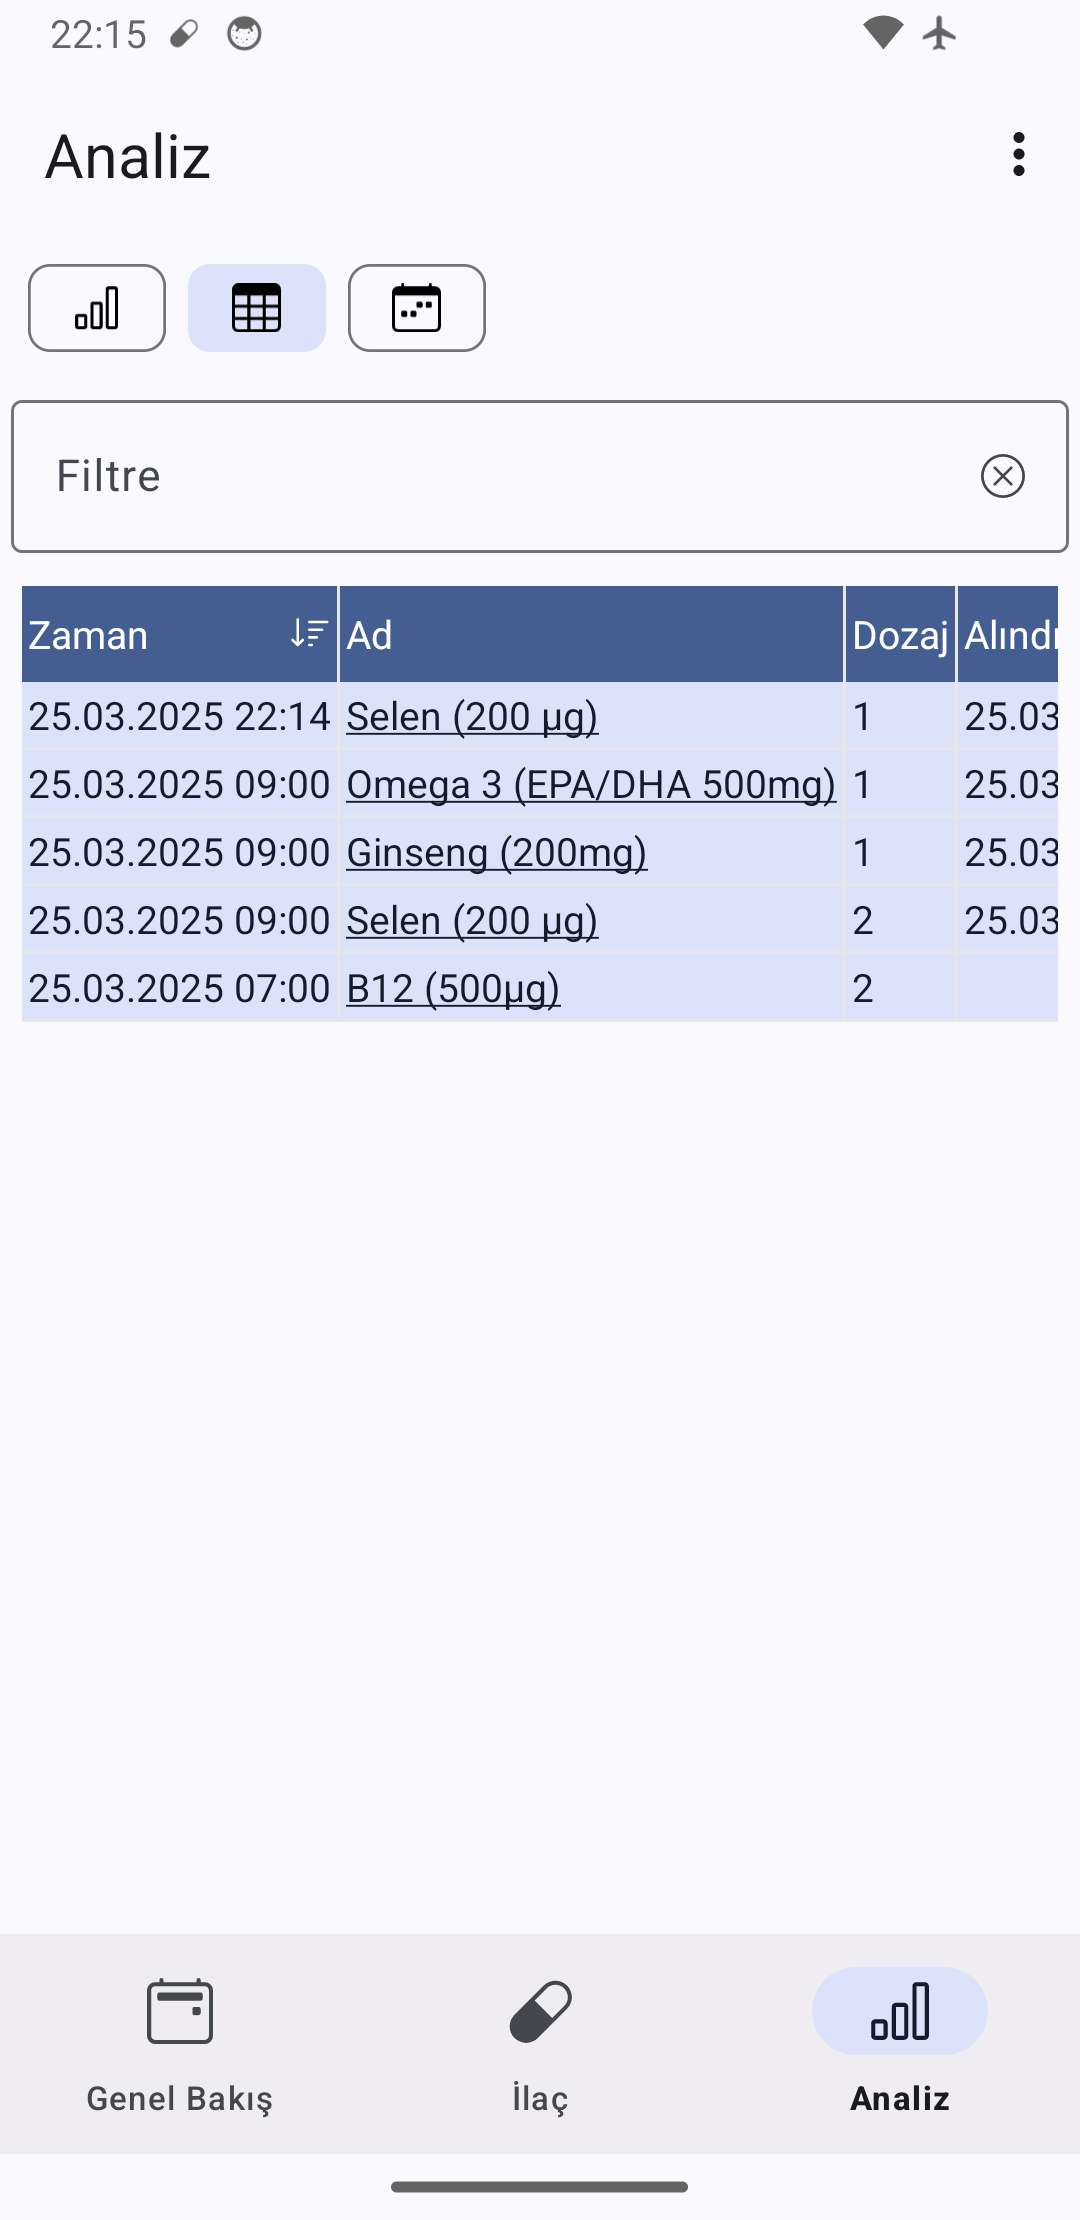 22:15
Analiz
Filtre
Zaman Ad Dozaj Alındı
25.03.2025 22:14 Selen (200 µg) 1 25.03
25.03.2025 09:00 Omega 3 (EPA/DHA 500mg) 1 25.03
25.03.2025 09:00 Ginseng (200mg) 1 25.03
25.03.2025 09:00 Selen (200 µg) 2 25.03
25.03.2025 07:00 B12 (500µg) 2
Genel Bakış İlaç Analiz